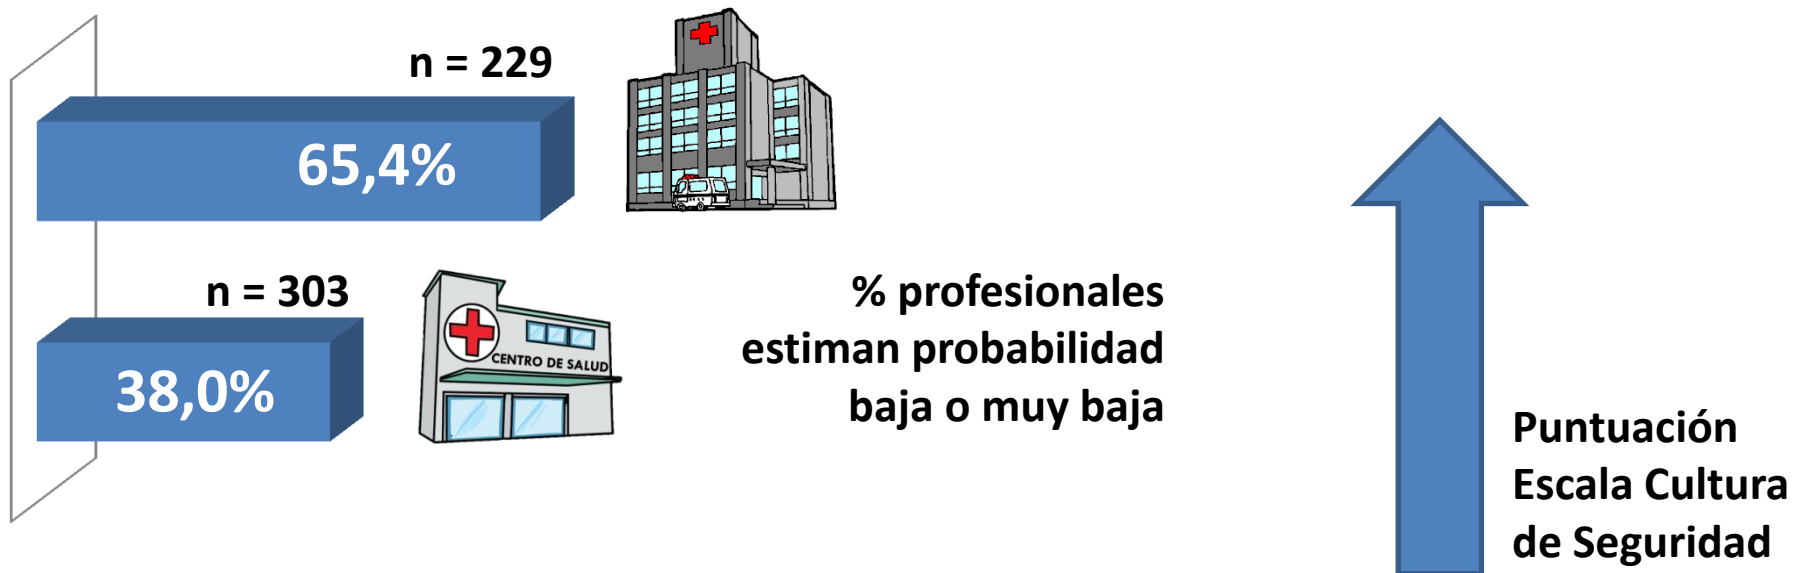 n = 229
65,4%
n = 303
38,0%
CENTRO DE SALUD
% profesionales
estiman probabilidad
baja o muy baja
Puntuación
Escala Cultura
de Seguridad